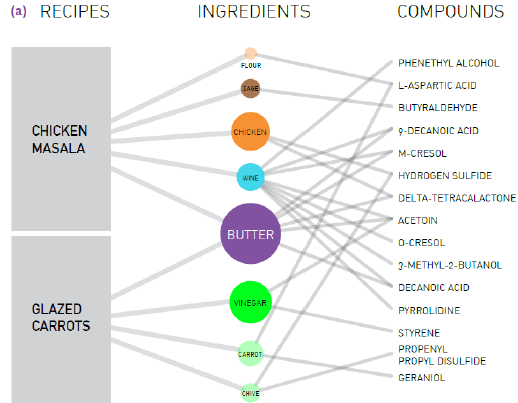 (a) RECIPES INGREDIENTS COMPOUNDS
CHICKEN
MASALA
GLAZED
CARROTS
FLOUR
SAGE
CHICKEN
WINE
BUTTER
VINEGAR
CARROT
CHIVE
PHENETHYL ALCOHOL
L-ASPARTIC ACID
BUTYRALDEHYDE
9-DECANOIC ACID
M-CRESOL
HYDROGEN SULFIDE
DELTA-TETRACALACTONE
ACETOIN
O-CRESOL
3-METHYL-2-BUTANOL
DECANOIC ACID
PYRROLIDINE
STYRENE
PROPENYL
PROPYL DISULFIDE
GERANIOL